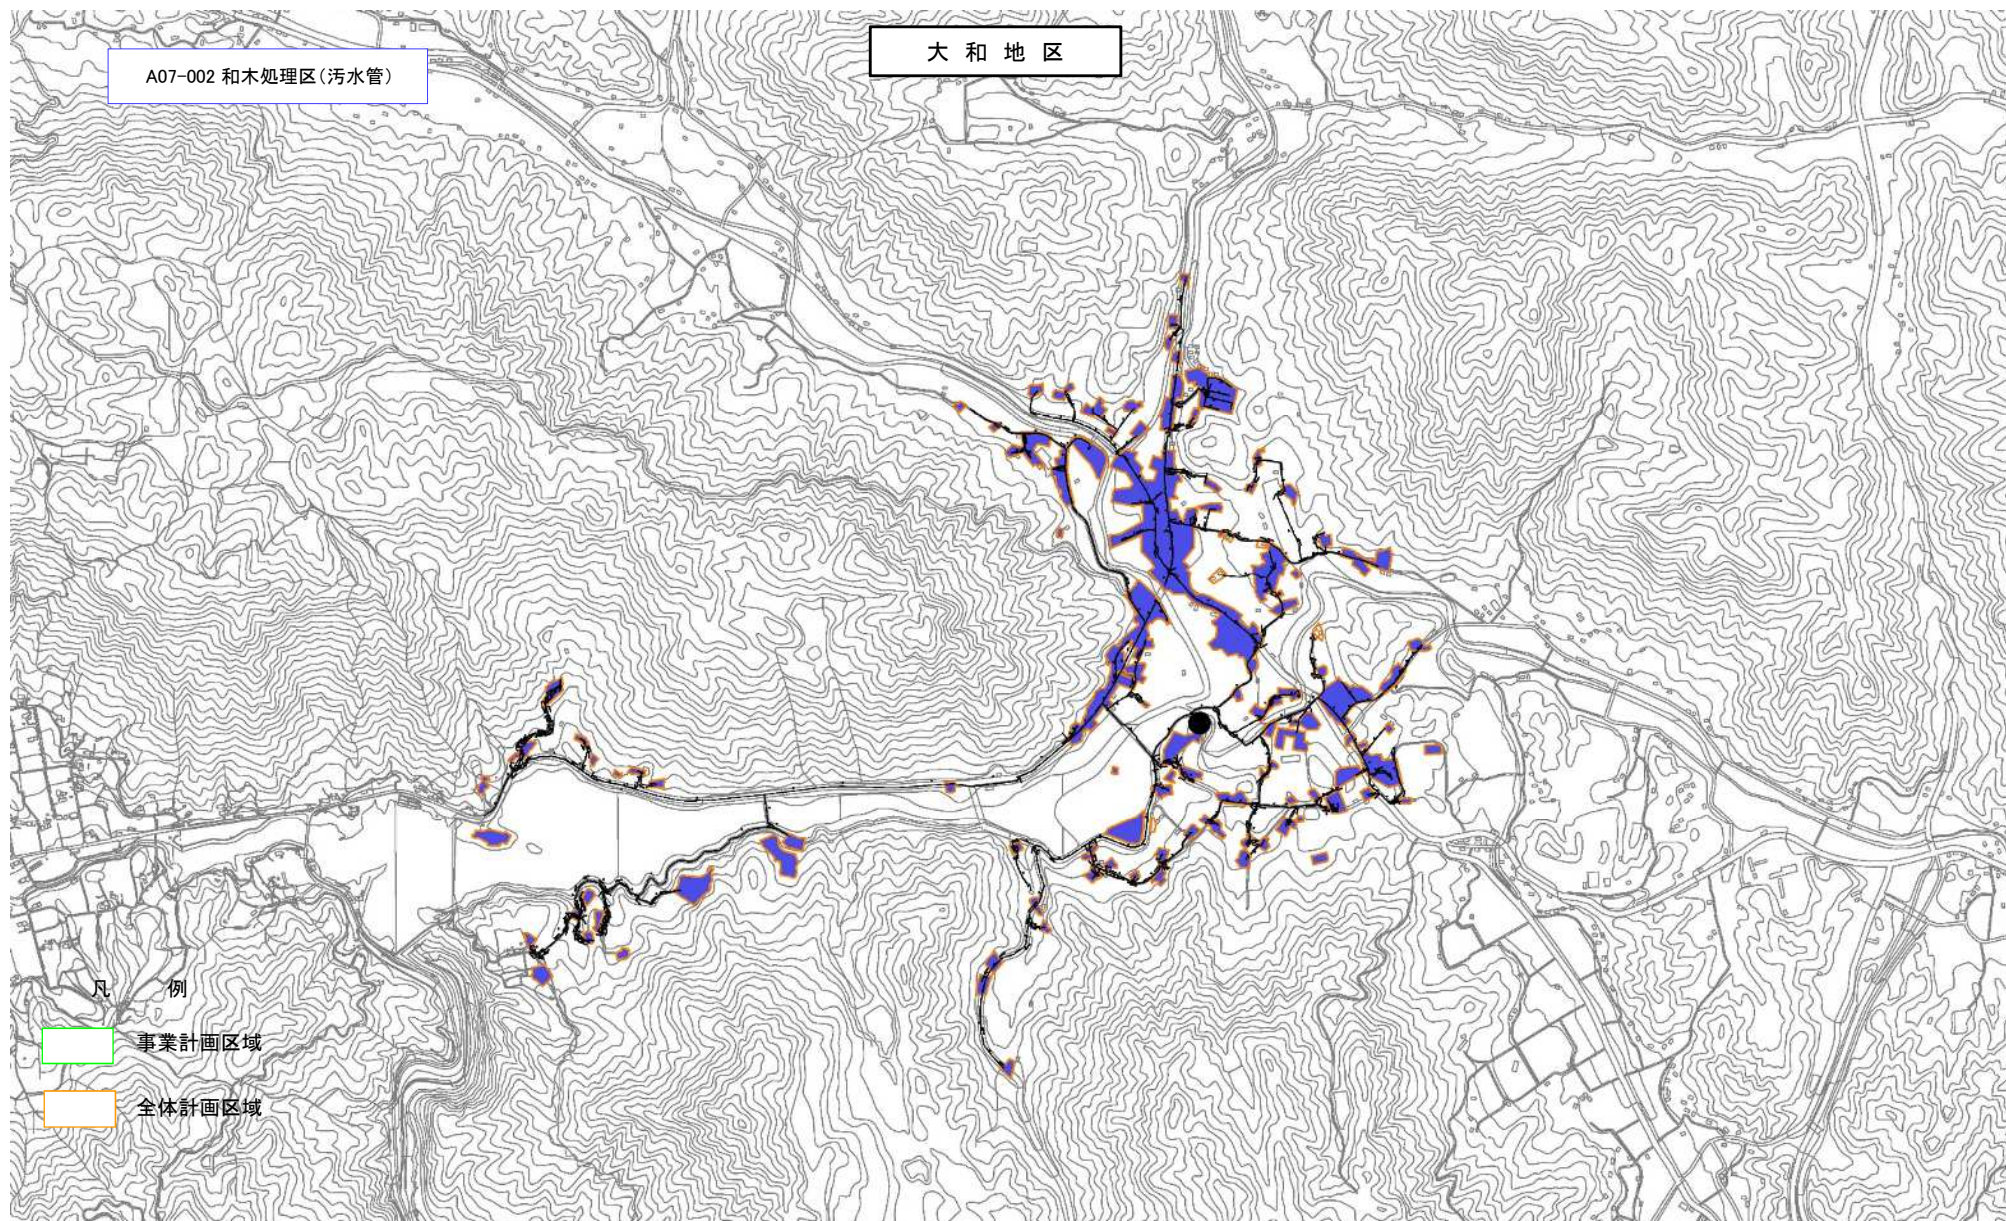 大 和 地 区
A07-002 和木処理区(汚水管)
凡 例
事業計画区域
全体計画区域